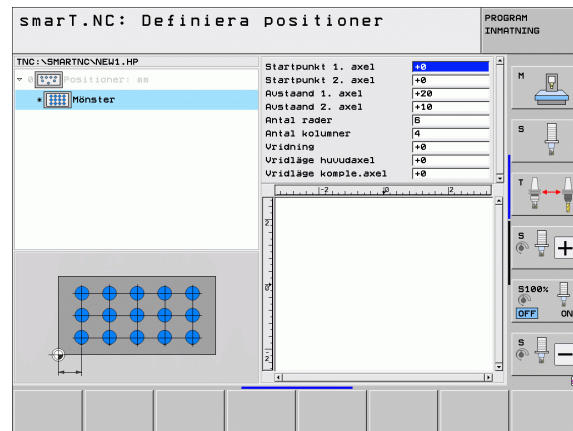 smarT.NC: Definiera positioner
PROGRAM
INMATNING
TNC:\SMARTNC\NEW1.HP
0 Positioner: mm
* Mönster
Startpunkt 1. axel +0
Startpunkt 2. axel +0
Avstaand 1. axel +20
Avstaand 2. axel +10
Antal rader 6
Antal kolumner 4
Vridning +0
Vridläge huvudaxel +0
Vridläge komple.axel +0
M
S
T
S
S100%
OFF ON
S